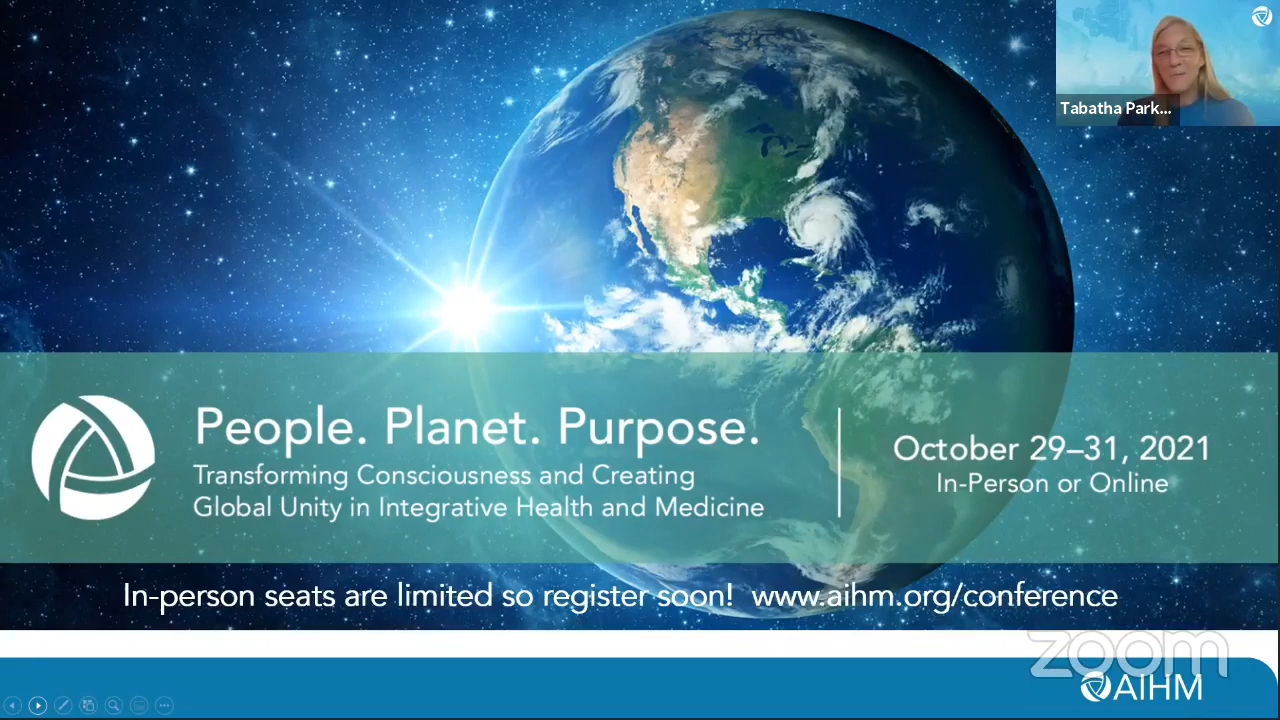 Tabatha Park...
People. Planet. Purpose.
Transforming Consciousness and Creating
Global Unity in Integrative Health and Medicine
October 29–31, 2021
In-Person or Online
In-person seats are limited so register soon! www.aihm.org/conference
zoom
AIHM